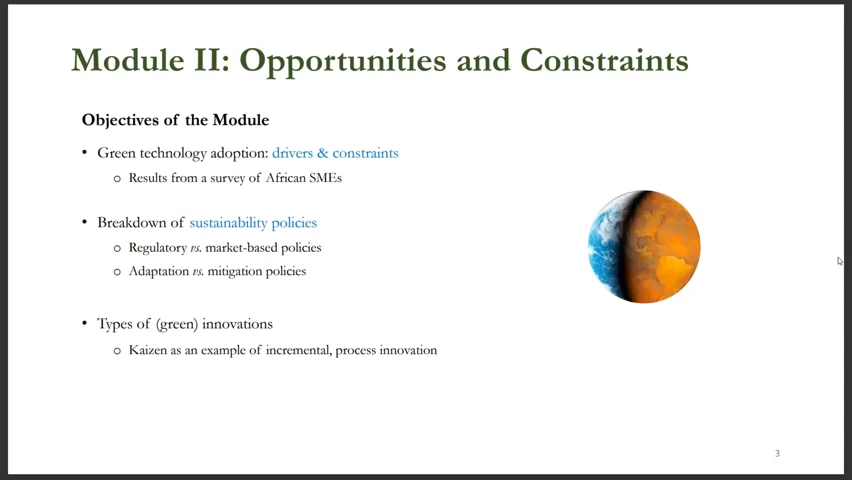 Module II: Opportunities and Constraints
Objectives of the Module
• Green technology adoption: drivers & constraints
o Results from a survey of African SMEs
• Breakdown of sustainability policies
o Regulatory vs. market-based policies
o Adaptation vs. mitigation policies
• Types of (green) innovations
o Kaizen as an example of incremental, process innovation
3